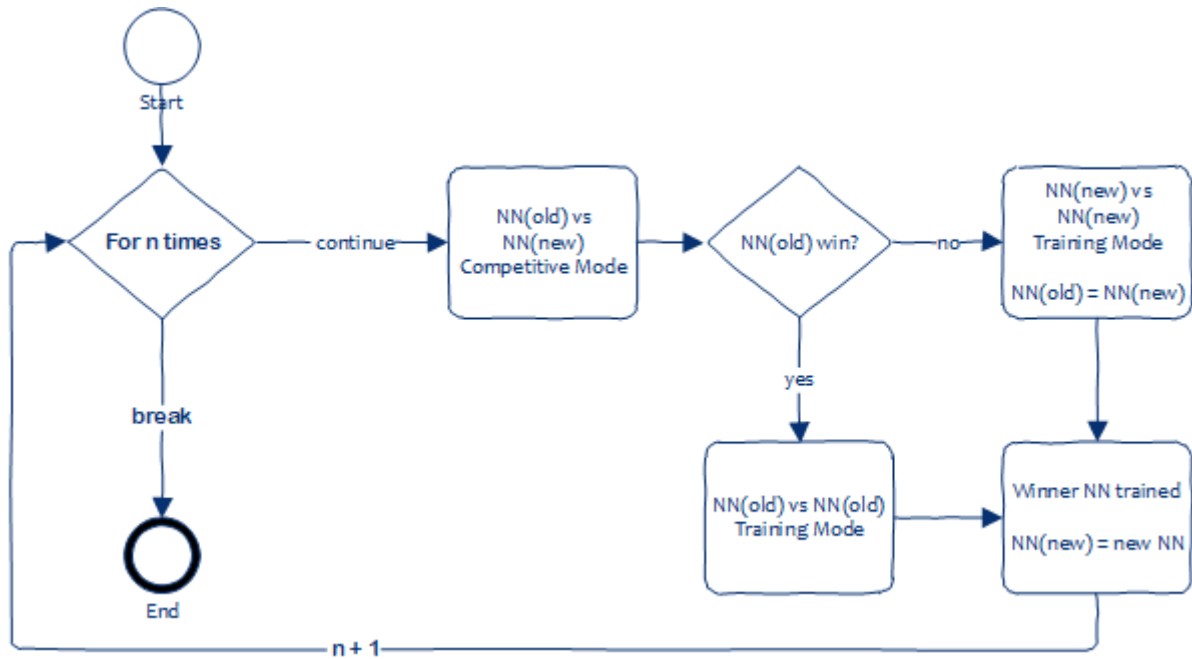 Start
For n times
continue
NN(old) vs
NN(new)
Competitive Mode
NN(old) win?
no
NN(new) vs
NN(new)
Training Mode
NN(old) = NN(new)
yes
break
NN(old) vs NN(old)
Training Mode
Winner NN trained
NN(new) = new NN
End
n + 1